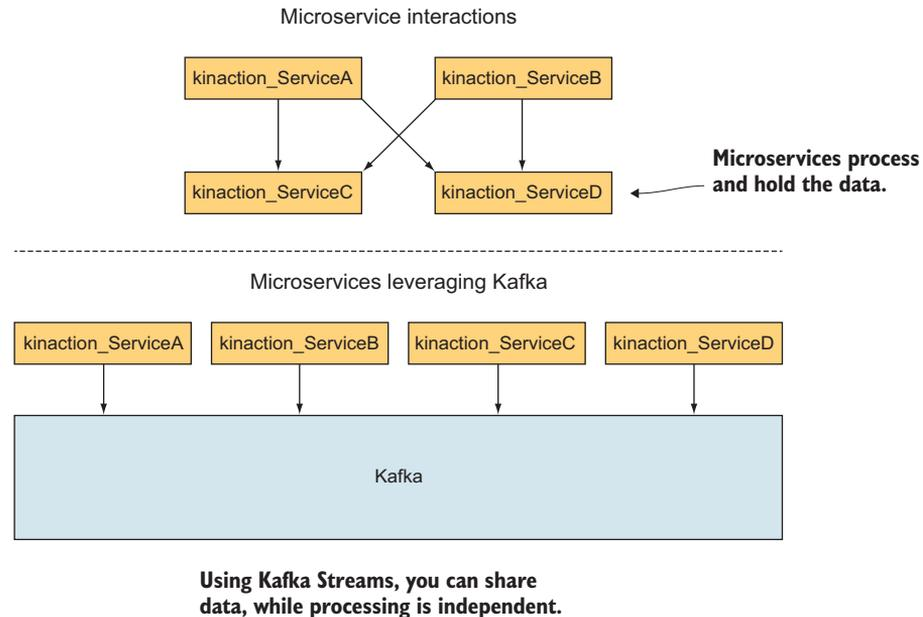 Microservice interactions
kinaction_ServiceA
kinaction_ServiceB
kinaction_ServiceC
kinaction_ServiceD
Microservices process
and hold the data.
Microservices leveraging Kafka
kinaction_ServiceA
kinaction_ServiceB
kinaction_ServiceC
kinaction_ServiceD
Kafka
Using Kafka Streams, you can share
data, while processing is independent.